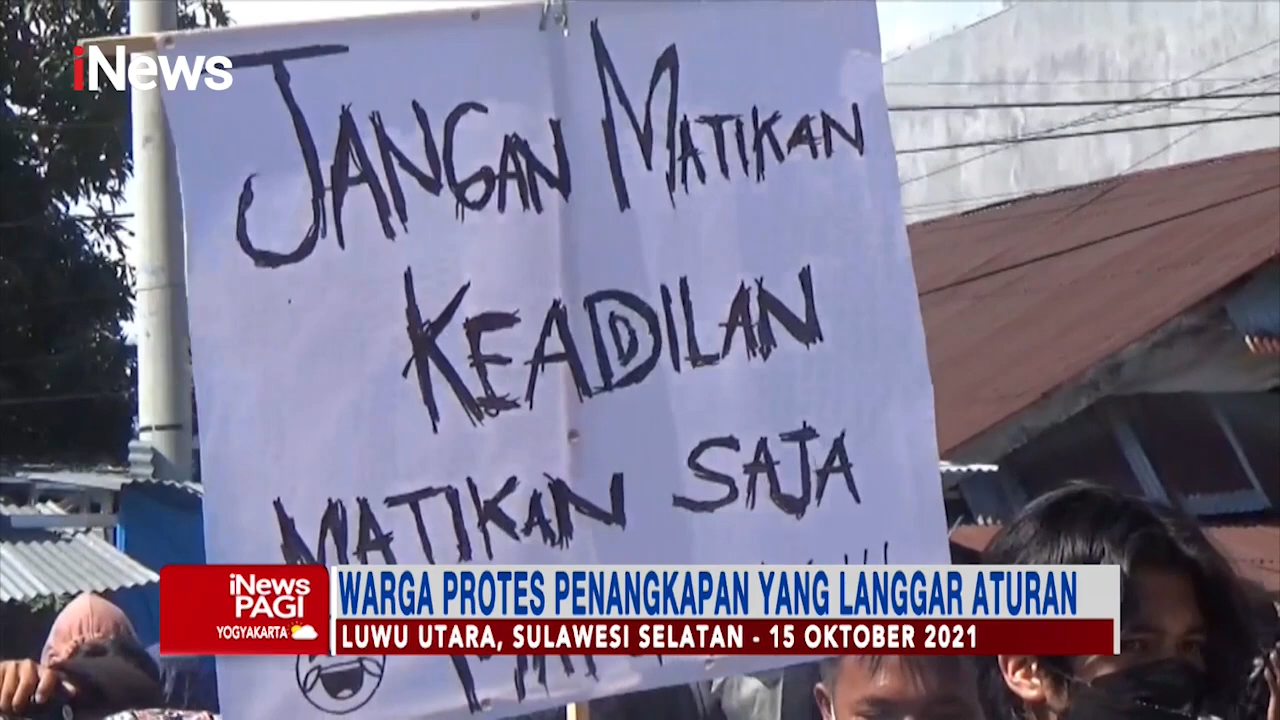 iNews
JANGAN MATIKAN
KEADILAN
MATIKAN SAJA
iNews
PAGI
YOGYAKARTA
WARGA PROTES PENANGKAPAN YANG LANGGAR ATURAN
LUWU UTARA, SULAWESI SELATAN - 15 OKTOBER 2021